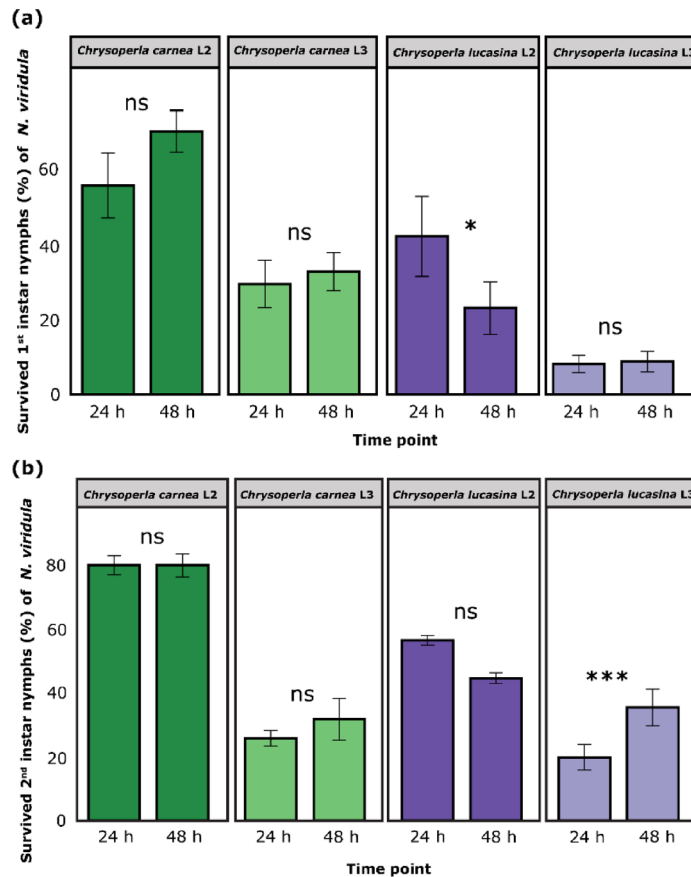 (a)
Chrysoperla carnea L2
Chrysoperla carnea L3
Chrysoperla lucasina L2
Chrysoperla lucasina L3
Survived 1st instar nymphs (%) of N. viridula
60
40
20
0
ns
ns
*
ns
24 h 48 h
24 h 48 h
24 h 48 h
24 h 48 h
Time point
(b)
Chrysoperla carnea L2
Chrysoperla carnea L3
Chrysoperla lucasina L2
Chrysoperla lucasina L3
Survived 2nd instar nymphs (%) of N. viridula
80
60
40
20
0
ns
ns
ns
***
24 h 48 h
24 h 48 h
24 h 48 h
24 h 48 h
Time point